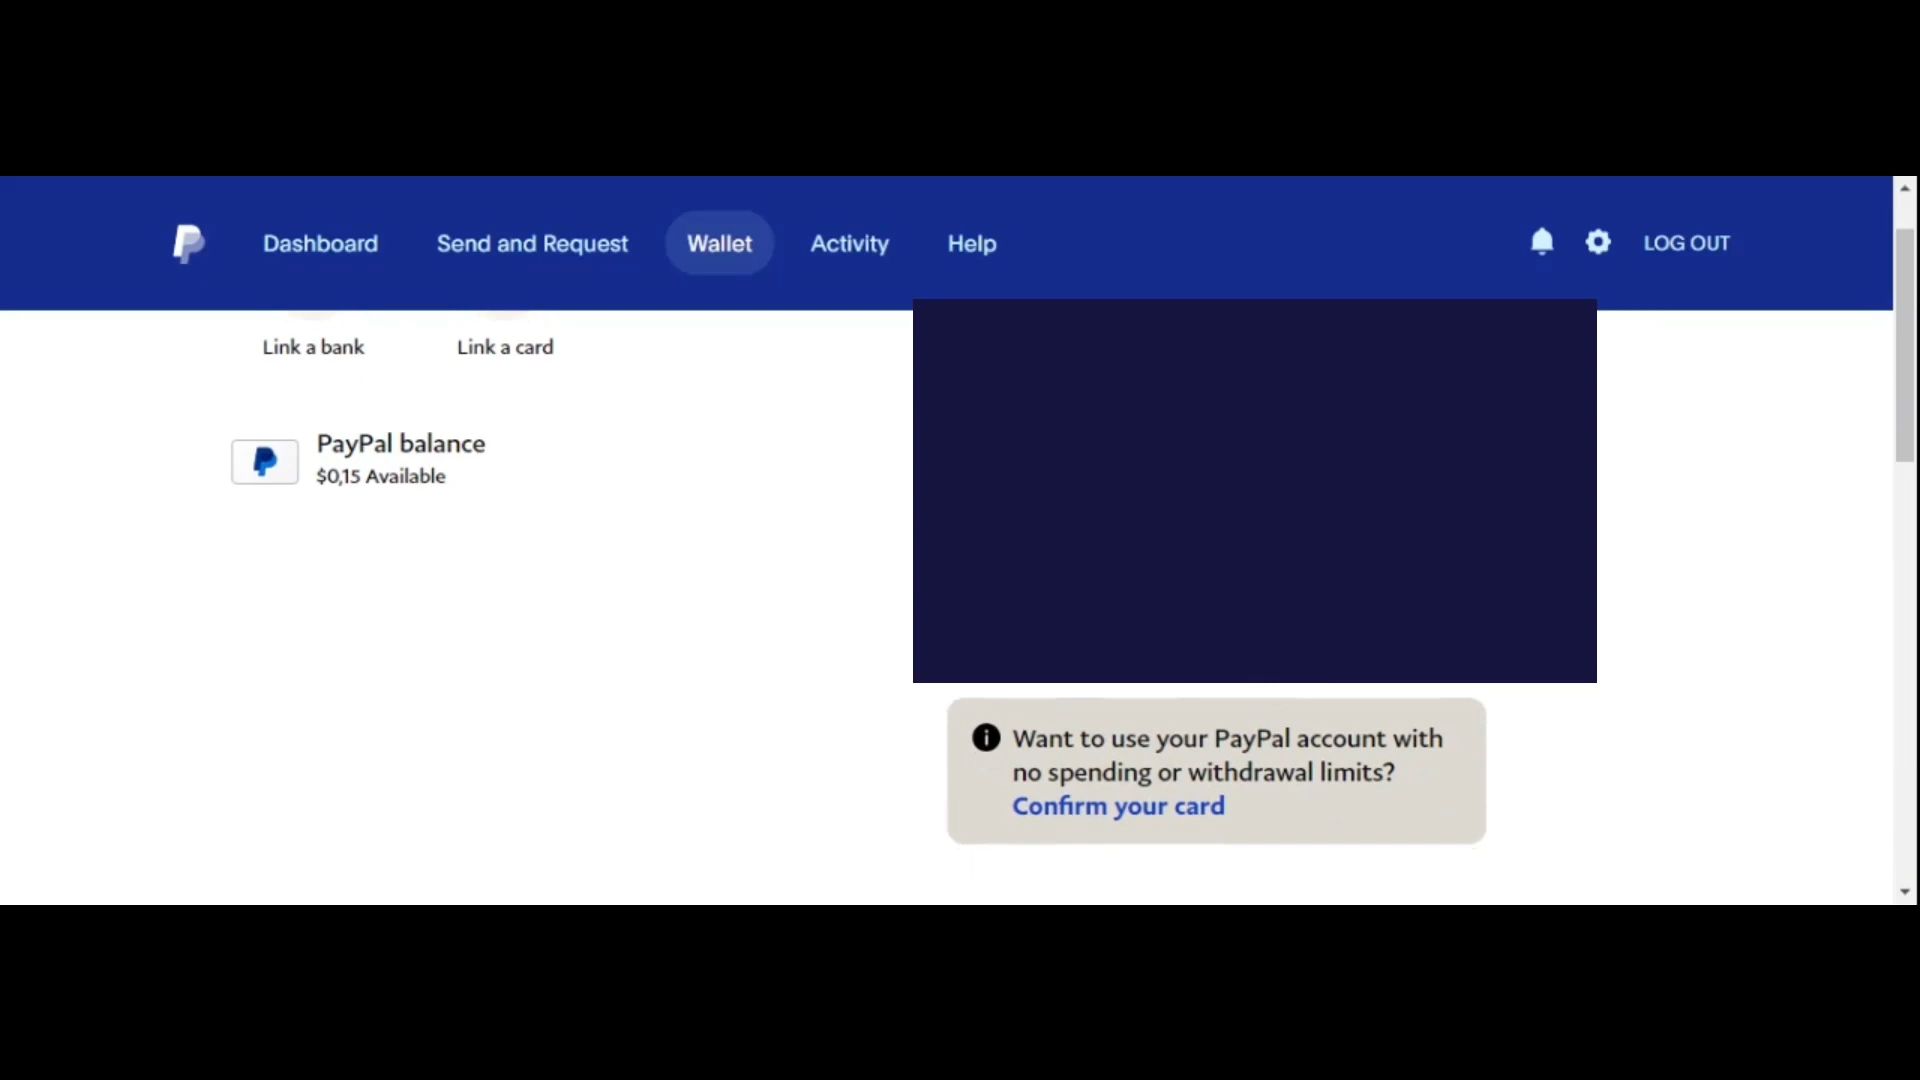 Dashboard Send and Request Wallet Activity Help LOG OUT
Link a bank Link a card
PayPal balance
$0,15 Available
Want to use your PayPal account with
no spending or withdrawal limits?
Confirm your card